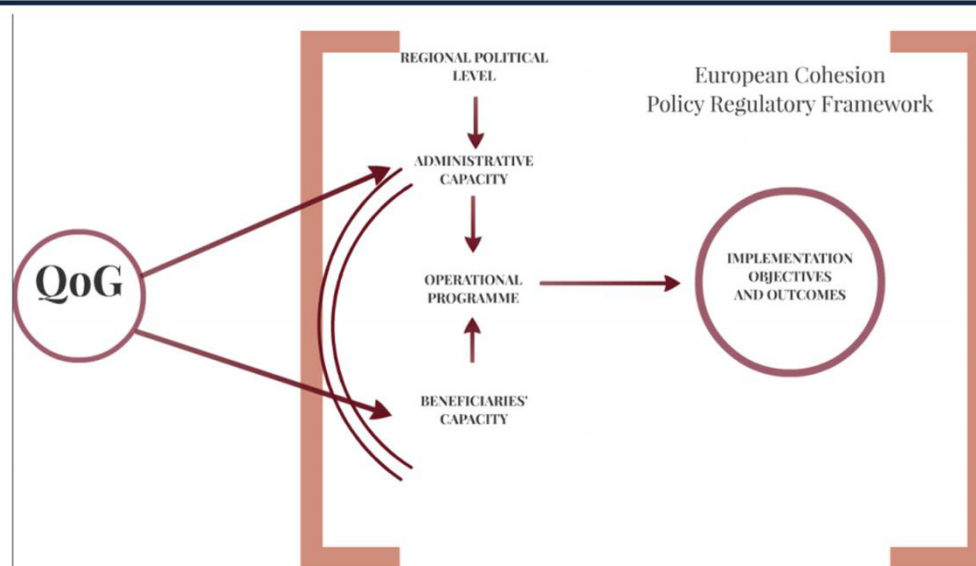 REGIONAL POLITICAL
LEVEL
European Cohesion
Policy Regulatory Framework
ADMINISTRATIVE
CAPACITY
QoG
OPERATIONAL
PROGRAMME
IMPLEMENTATION
OBJECTIVES
AND OUTCOMES
BENEFICIARIES'
CAPACITY